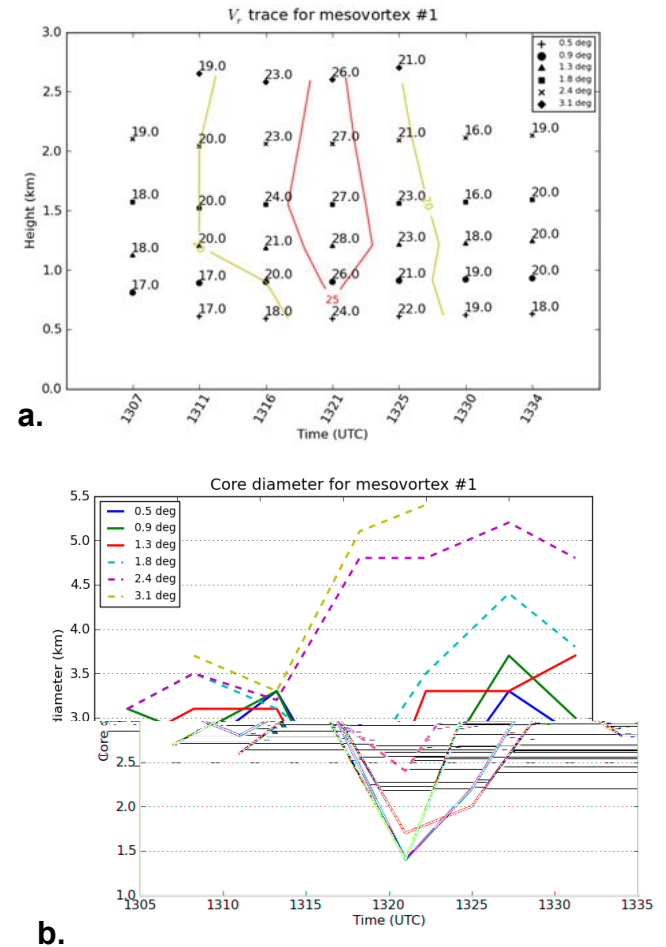 V_r trace for mesovortex #1
3.0
2.5
2.0
1.5
1.0
0.5
0.0
Height (km)
0.5 deg
0.9 deg
1.3 deg
1.8 deg
2.4 deg
3.1 deg
19.0 23.0 26.0 21.0
19.0 20.0 23.0 27.0 21.0 16.0 19.0
18.0 20.0 24.0 27.0 23.0 16.0 20.0
18.0 20.0 21.0 28.0 23.0 18.0 20.0
17.0 17.0 20.0 26.0 21.0 19.0 20.0
17.0 18.0 24.0 22.0 19.0 18.0
20
25
1307 1311 1316 1321 1325 1330 1334
Time (UTC)
a.
Core diameter for mesovortex #1
5.5
5.0
4.5
4.0
3.5
3.0
2.5
2.0
1.5
1.0
Core diameter (km)
0.5 deg
0.9 deg
1.3 deg
1.8 deg
2.4 deg
3.1 deg
1305 1310 1315 1320 1325 1330 1335
Time (UTC)
b.